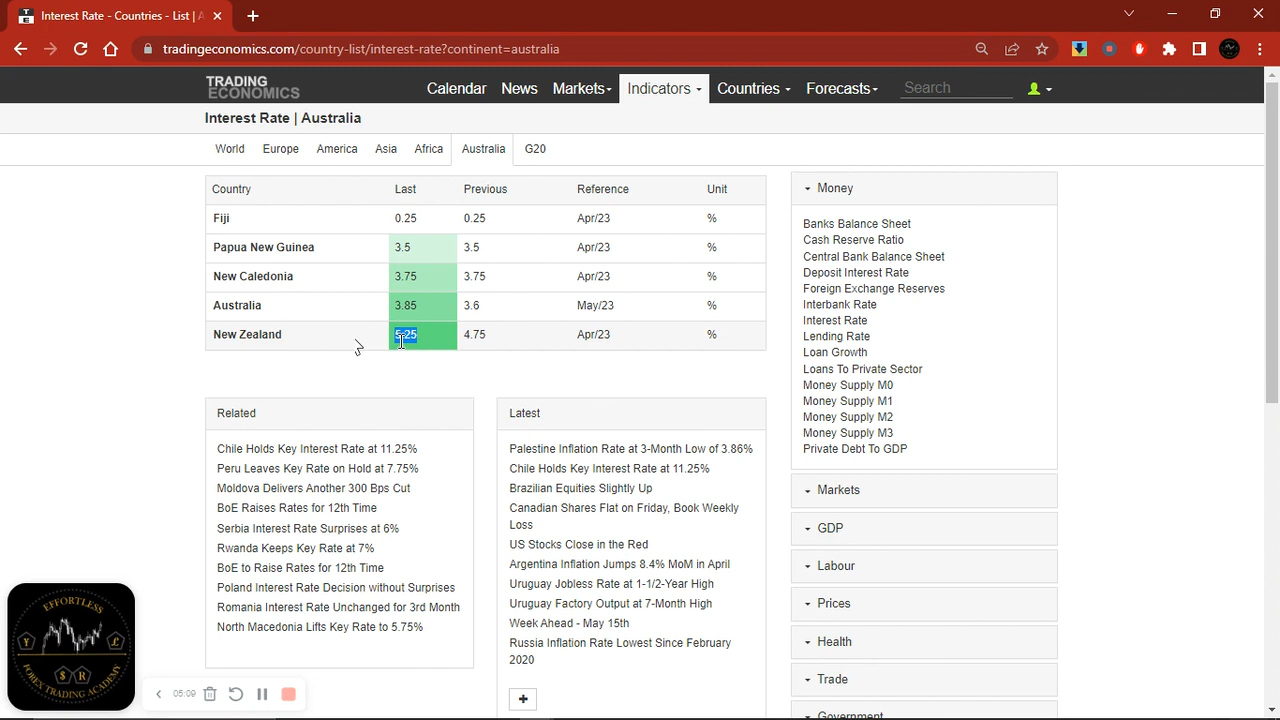 Interest Rate - Countries - List | A
tradingeconomics.com/country-list/interest-rate?continent=australia
TRADING
ECONOMICS
Calendar News Markets Indicators Countries Forecasts Search
Interest Rate | Australia
World Europe America Asia Africa Australia G20
Country Last Previous Reference Unit
Fiji 0.25 0.25 Apr/23 %
Papua New Guinea 3.5 3.5 Apr/23 %
New Caledonia 3.75 3.75 Apr/23 %
Australia 3.85 3.6 May/23 %
New Zealand 5.25 4.75 Apr/23 %
Related
Chile Holds Key Interest Rate at 11.25%
Peru Leaves Key Rate on Hold at 7.75%
Moldova Delivers Another 300 Bps Cut
BoE Raises Rates for 12th Time
Serbia Interest Rate Surprises at 6%
Rwanda Keeps Key Rate at 7%
BoE to Raise Rates for 12th Time
Poland Interest Rate Decision without Surprises
Romania Interest Rate Unchanged for 3rd Month
North Macedonia Lifts Key Rate to 5.75%
Latest
Palestine Inflation Rate at 3-Month Low of 3.86%
Chile Holds Key Interest Rate at 11.25%
Brazilian Equities Slightly Up
Canadian Shares Flat on Friday, Book Weekly
Loss
US Stocks Close in the Red
Argentina Inflation Jumps 8.4% MoM in April
Uruguay Jobless Rate at 1-1/2-Year High
Uruguay Factory Output at 7-Month High
Week Ahead - May 15th
Russia Inflation Rate Lowest Since February
2020
Money
Banks Balance Sheet
Cash Reserve Ratio
Central Bank Balance Sheet
Deposit Interest Rate
Foreign Exchange Reserves
Interbank Rate
Interest Rate
Lending Rate
Loan Growth
Loans To Private Sector
Money Supply M0
Money Supply M1
Money Supply M2
Money Supply M3
Private Debt To GDP
Markets
GDP
Labour
Prices
Health
Trade
Government
EFFORTLESS
¥ £
$ R
FOREX TRADING ACADEMY
05:09